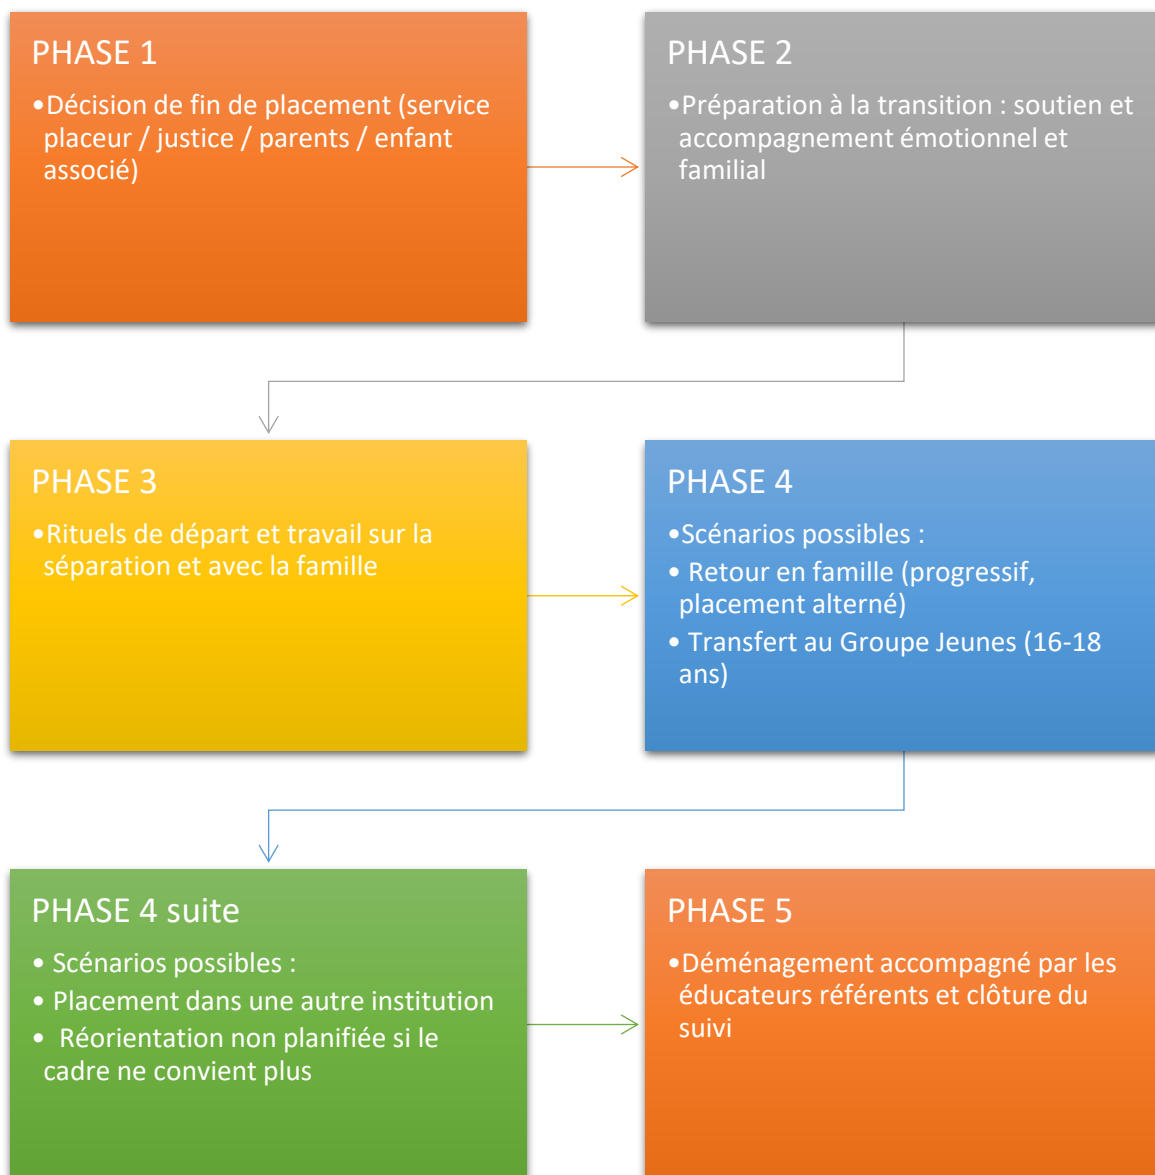 PHASE 1
•Décision de fin de placement (service
placeur / justice / parents / enfant
associé)
PHASE 2
•Préparation à la transition : soutien et
accompagnement émotionnel et
familial
PHASE 3
•Rituels de départ et travail sur la
séparation et avec la famille
PHASE 4
•Scénarios possibles :
• Retour en famille (progressif,
placement alterné)
• Transfert au Groupe Jeunes (16-18
ans)
PHASE 4 suite
• Scénarios possibles :
• Placement dans une autre institution
• Réorientation non planifiée si le
cadre ne convient plus
PHASE 5
•Déménagement accompagné par les
éducateurs référents et clôture du
suivi